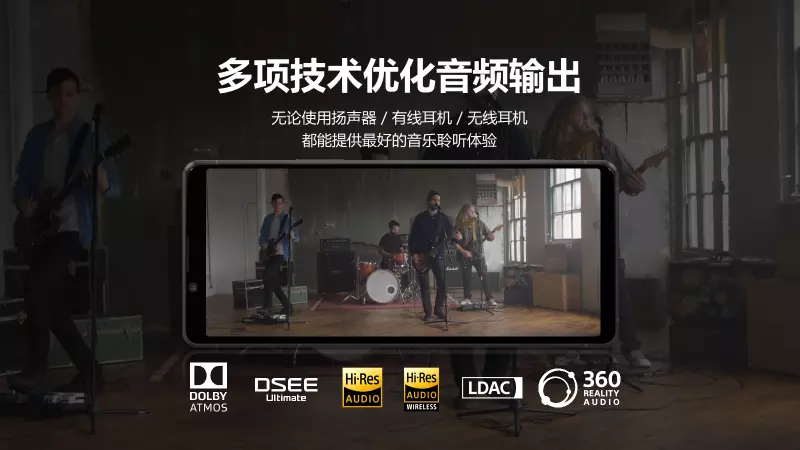 多项技术优化音频输出
无论使用扬声器 / 有线耳机 / 无线耳机
都能提供最好的音乐聆听体验
DOLBY
ATMOS
DSEE
Ultimate
Hi-Res
AUDIO
Hi-Res
AUDIO
WIRELESS
LDAC
360
REALITY
AUDIO